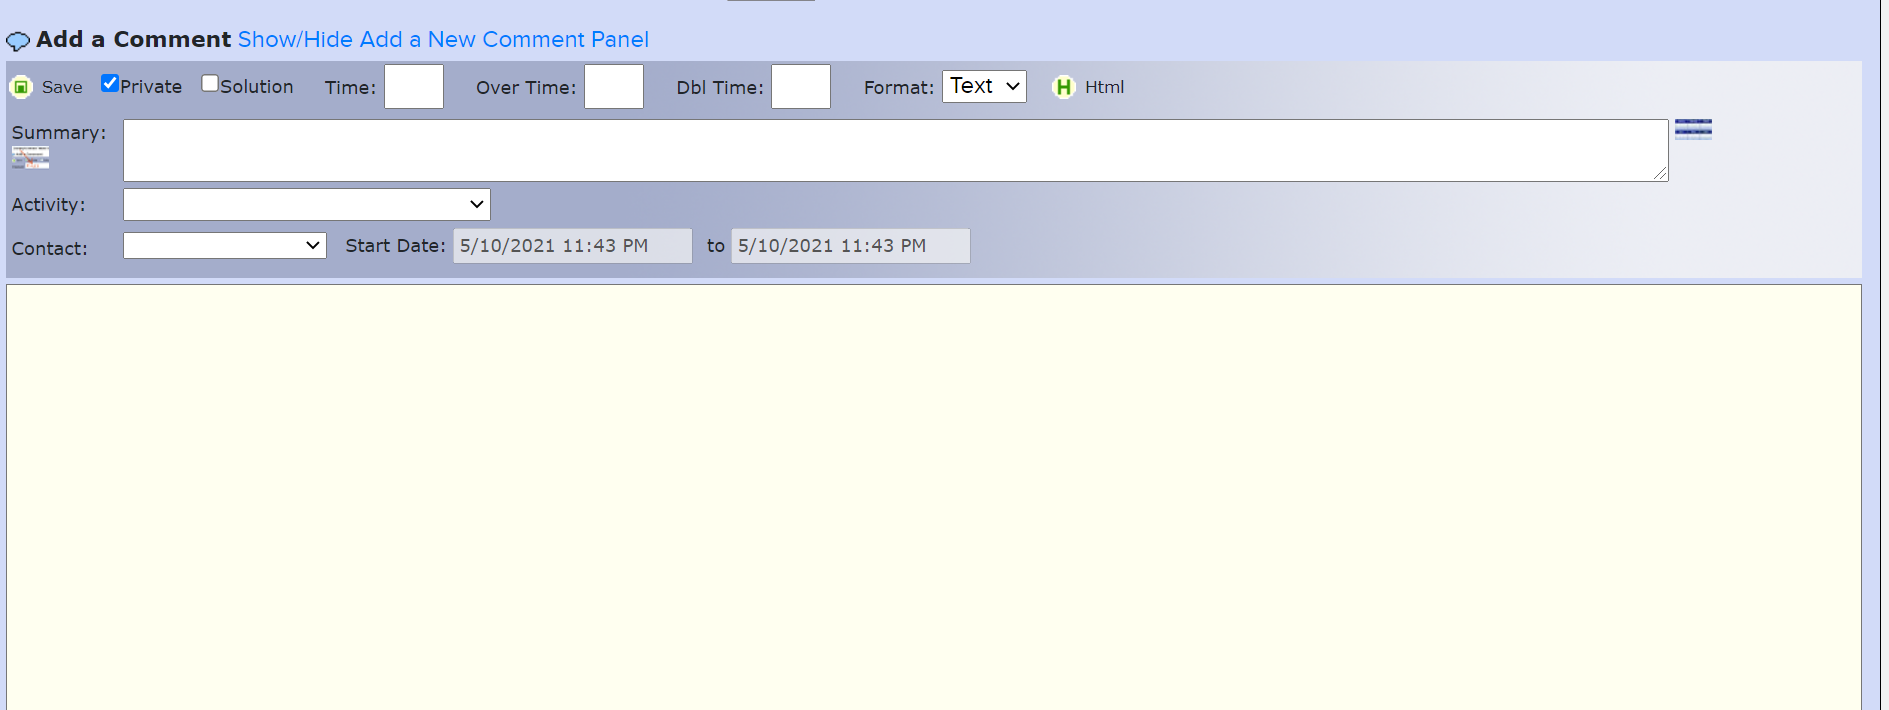 Add a Comment Show/Hide Add a New Comment Panel
Save Private Solution Time: Over Time: Dbl Time: Format: Text Html
Summary:
Activity:
Contact: Start Date: 5/10/2021 11:43 PM to 5/10/2021 11:43 PM